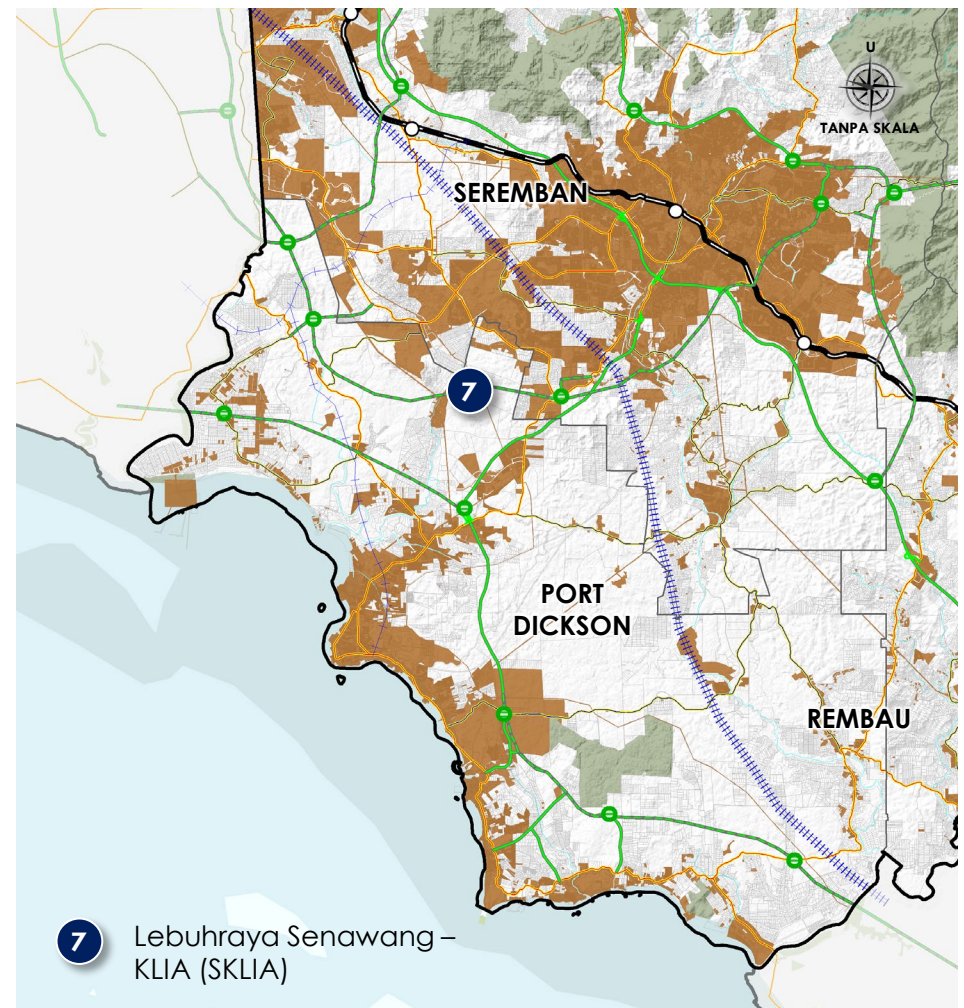 U
TANPA SKALA
SEREMBAN
7
PORT
DICKSON
REMBAU
7 Lebuhraya Senawang –
KLIA (SKLIA)